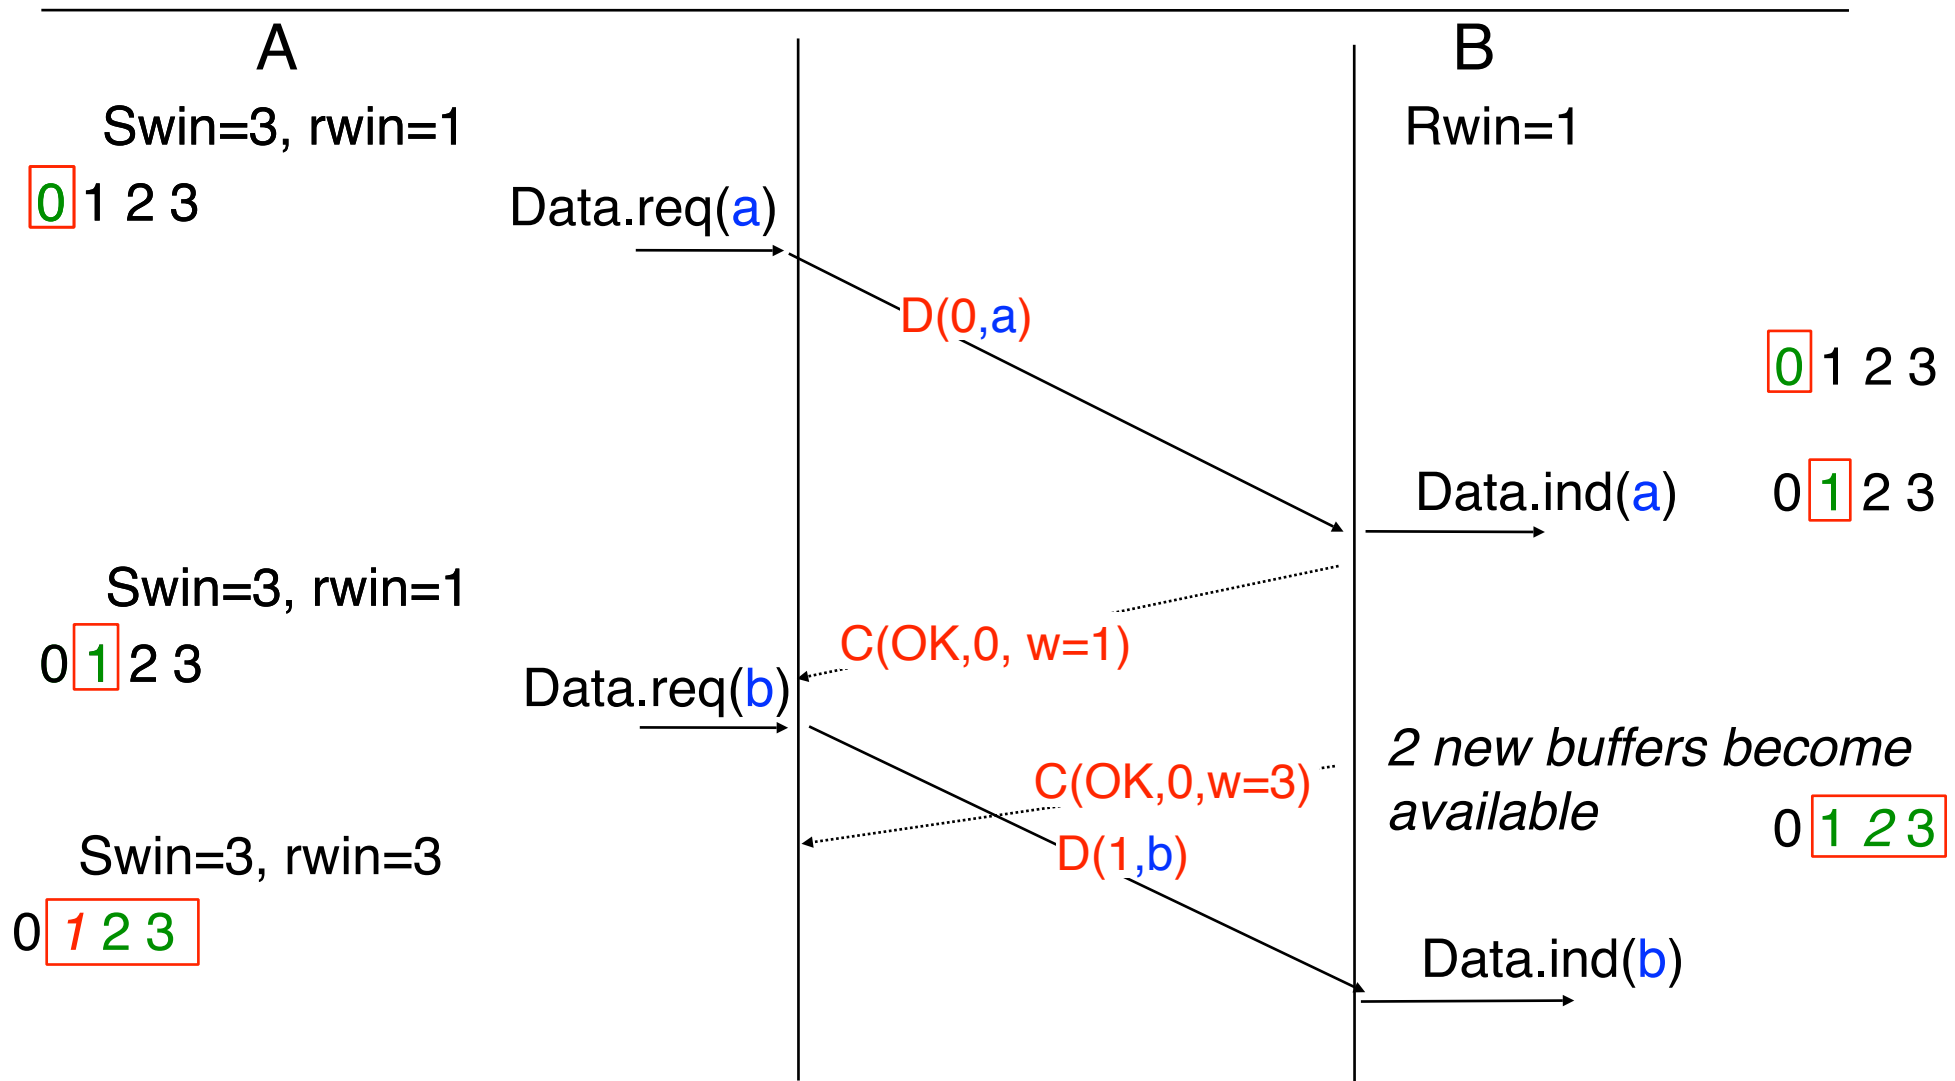 A
B
Swin=3, rwin=1
Rwin=1
0 1 2 3
Data.req(a)
D(0,a)
0 1 2 3
Data.ind(a)
0 1 2 3
Swin=3, rwin=1
C(OK,0, w=1)
0 1 2 3
Data.req(b)
2 new buffers become
available
C(OK,0,w=3)
0 1 2 3
Swin=3, rwin=3
D(1,b)
0 1 2 3
Data.ind(b)